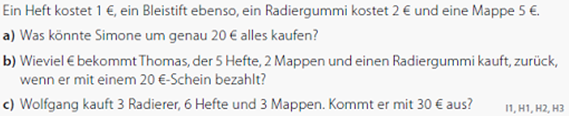 Ein Heft kostet 1 €, ein Bleistift ebenso, ein Radiergummi kostet 2 € und eine Mappe 5 €.
a) Was könnte Simone um genau 20 € alles kaufen?
b) Wieviel € bekommt Thomas, der 5 Hefte, 2 Mappen und einen Radiergummi kauft, zurück,
wenn er mit einem 20 €-Schein bezahlt?
c) Wolfgang kauft 3 Radierer, 6 Hefte und 3 Mappen. Kommt er mit 30 € aus? I1, H1, H2, H3